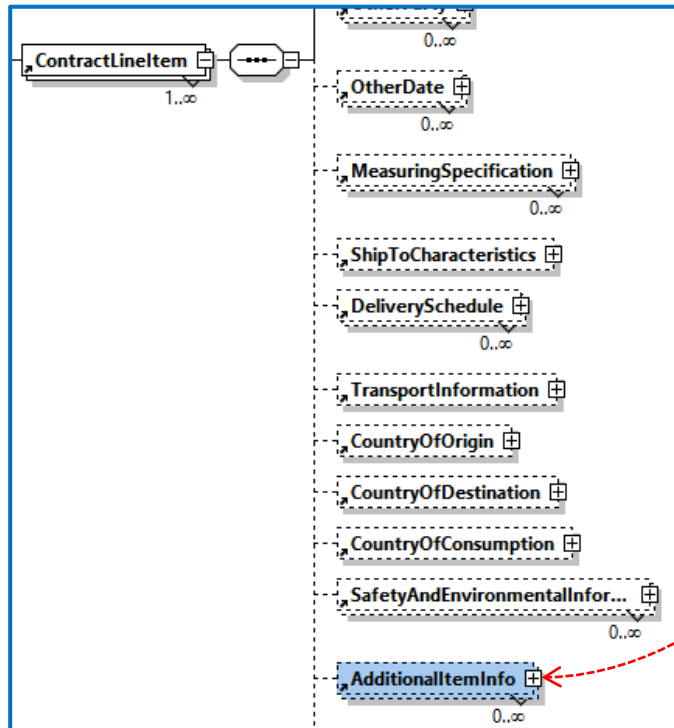 0..∞
ContractLineItem
1..∞
OtherDate
0..∞
MeasuringSpecification
0..∞
ShipToCharacteristics
DeliverySchedule
0..∞
TransportInformation
CountryOfOrigin
CountryOfDestination
CountryOfConsumption
SafetyAndEnvironmentalInfor...
0..∞
AdditionalItemInfo
0..∞